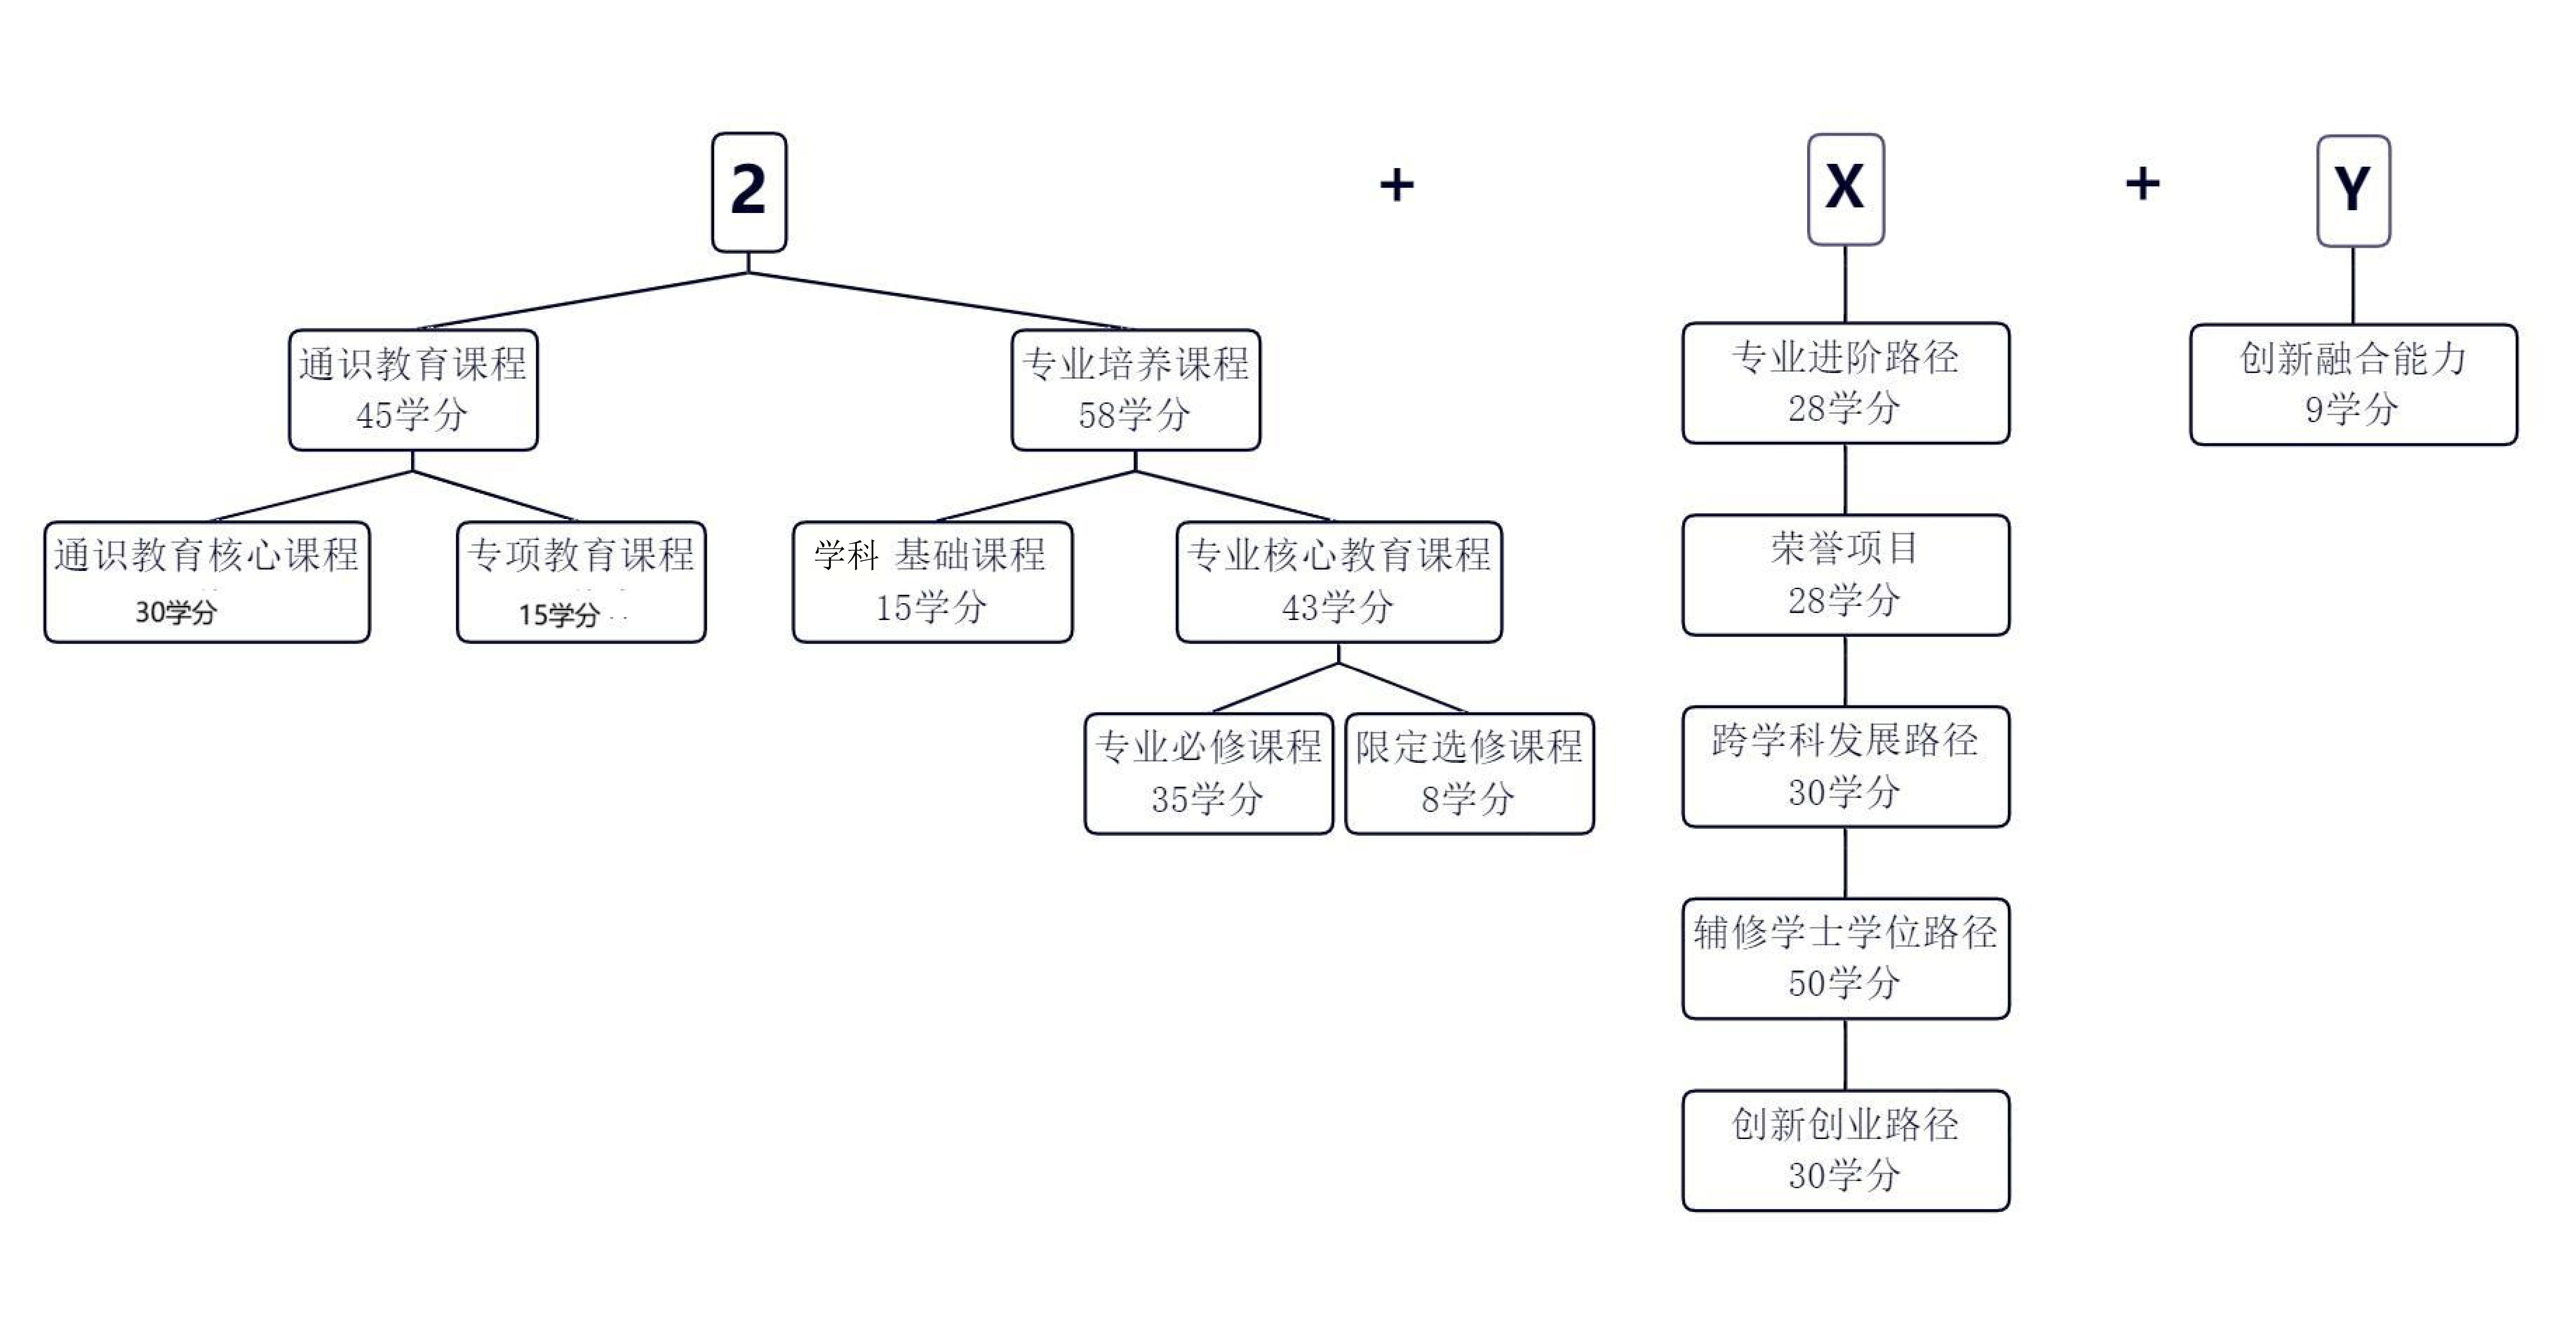 2
+
X
+
Y
通识教育课程
45学分
专业培养课程
58学分
专业进阶路径
28学分
创新融合能力
9学分
通识教育核心课程
30学分
专项教育课程
15学分
学科 基础课程
15学分
专业核心教育课程
43学分
荣誉项目
28学分
专业必修课程
35学分
限定选修课程
8学分
跨学科发展路径
30学分
辅修学士学位路径
50学分
创新创业路径
30学分